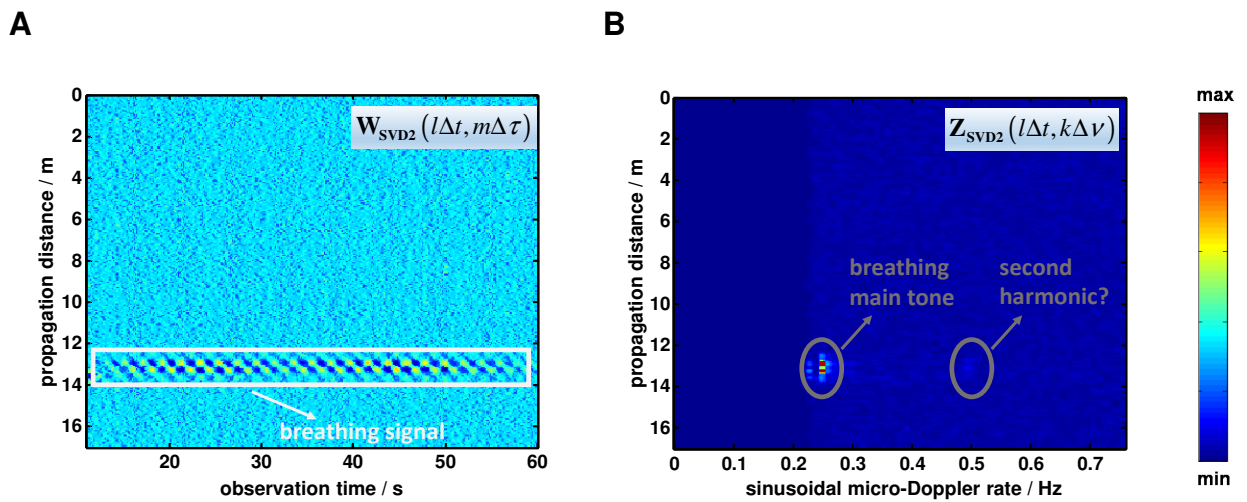 A
B
0
2
4
6
8
10
12
14
16
propagation distance / m
W_SVD2 (lΔt, mΔτ)
breathing signal
20
30
40
50
60
observation time / s
0
2
4
6
8
10
12
14
16
propagation distance / m
Z_SVD2 (lΔt, kΔν)
breathing
main tone
second
harmonic?
0
0.1
0.2
0.3
0.4
0.5
0.6
0.7
sinusoidal micro-Doppler rate / Hz
max
min